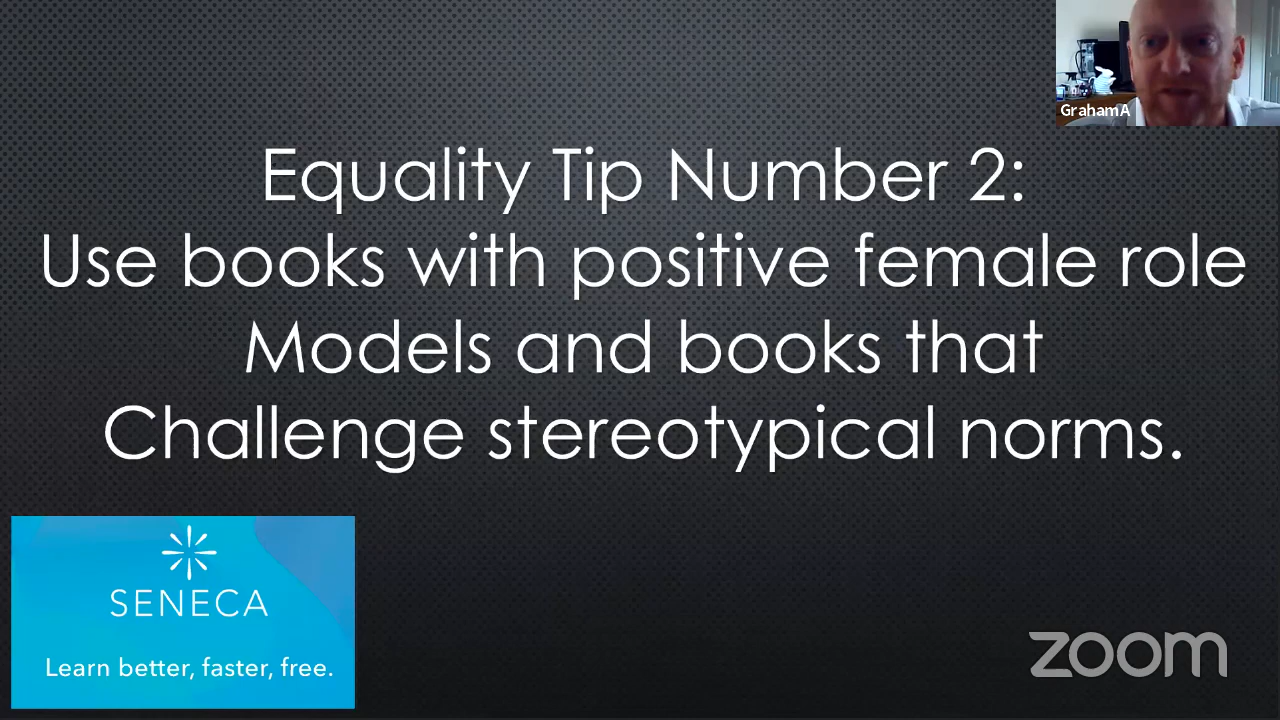 GrahamA
Equality Tip Number 2:
Use books with positive female role
Models and books that
Challenge stereotypical norms.
SENECA
Learn better, faster, free.
zoom